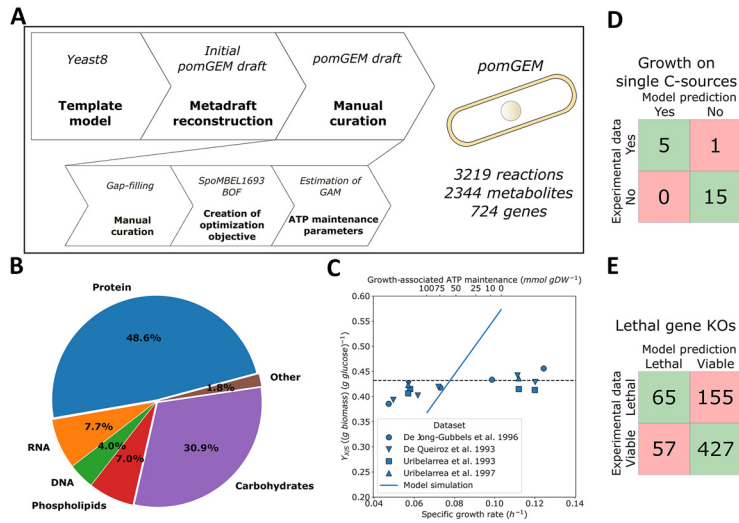 A
Yeast8
Template
model
Initial
pomGEM draft
Metadraft
reconstruction
pomGEM draft
Manual
curation
pomGEM
3219 reactions
2344 metabolites
724 genes
Gap-filling
Manual
curation
SpoMBEL1693
BOF
Creation of
optimization
objective
Estimation of
GAM
ATP maintenance
parameters
B
Protein
48.6%
Other
1.8%
RNA
7.7%
DNA
4.0%
Phospholipids
7.0%
Carbohydrates
30.9%
C
Growth-associated ATP maintenance (mmol gDW⁻¹)
10075 50 25 10 0
Y_X/S ((g biomass) (g glucose)⁻¹)
0.60
0.55
0.50
0.45
0.40
0.35
0.30
0.25
0.20
Dataset
De Jong-Gubbels et al. 1996
De Queiroz et al. 1993
Uribelarrea et al. 1993
Uribelarrea et al. 1997
Model simulation
0.04 0.06 0.08 0.10 0.12 0.14
Specific growth rate (h⁻¹)
D
Growth on
single C-sources
Model prediction
Yes No
Experimental data
Yes
No
5 1
0 15
E
Lethal gene KOs
Model prediction
Lethal Viable
Experimental data
Lethal
Viable
65 155
57 427